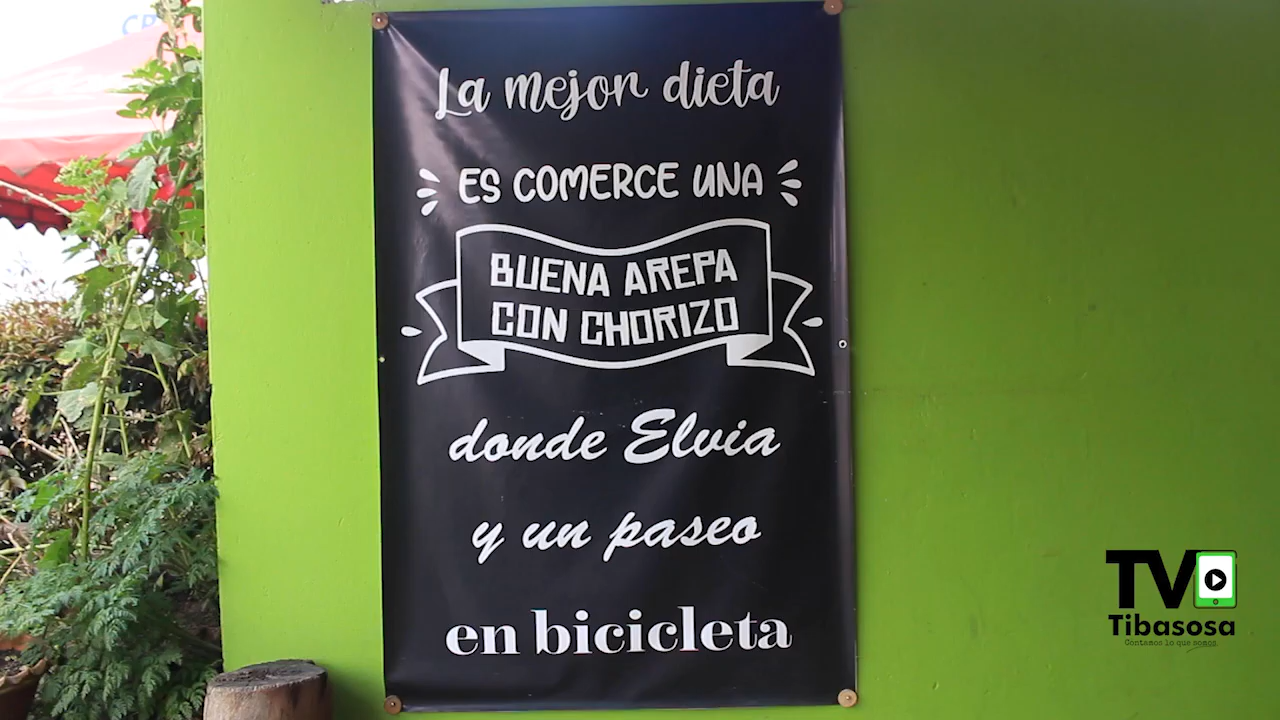 La mejor dieta
ES COMERCE UNA
BUENA AREPA
CON CHORIZO
donde Elvia
y un paseo
en bicicleta
TV
Tibasosa
Contamos lo que somos